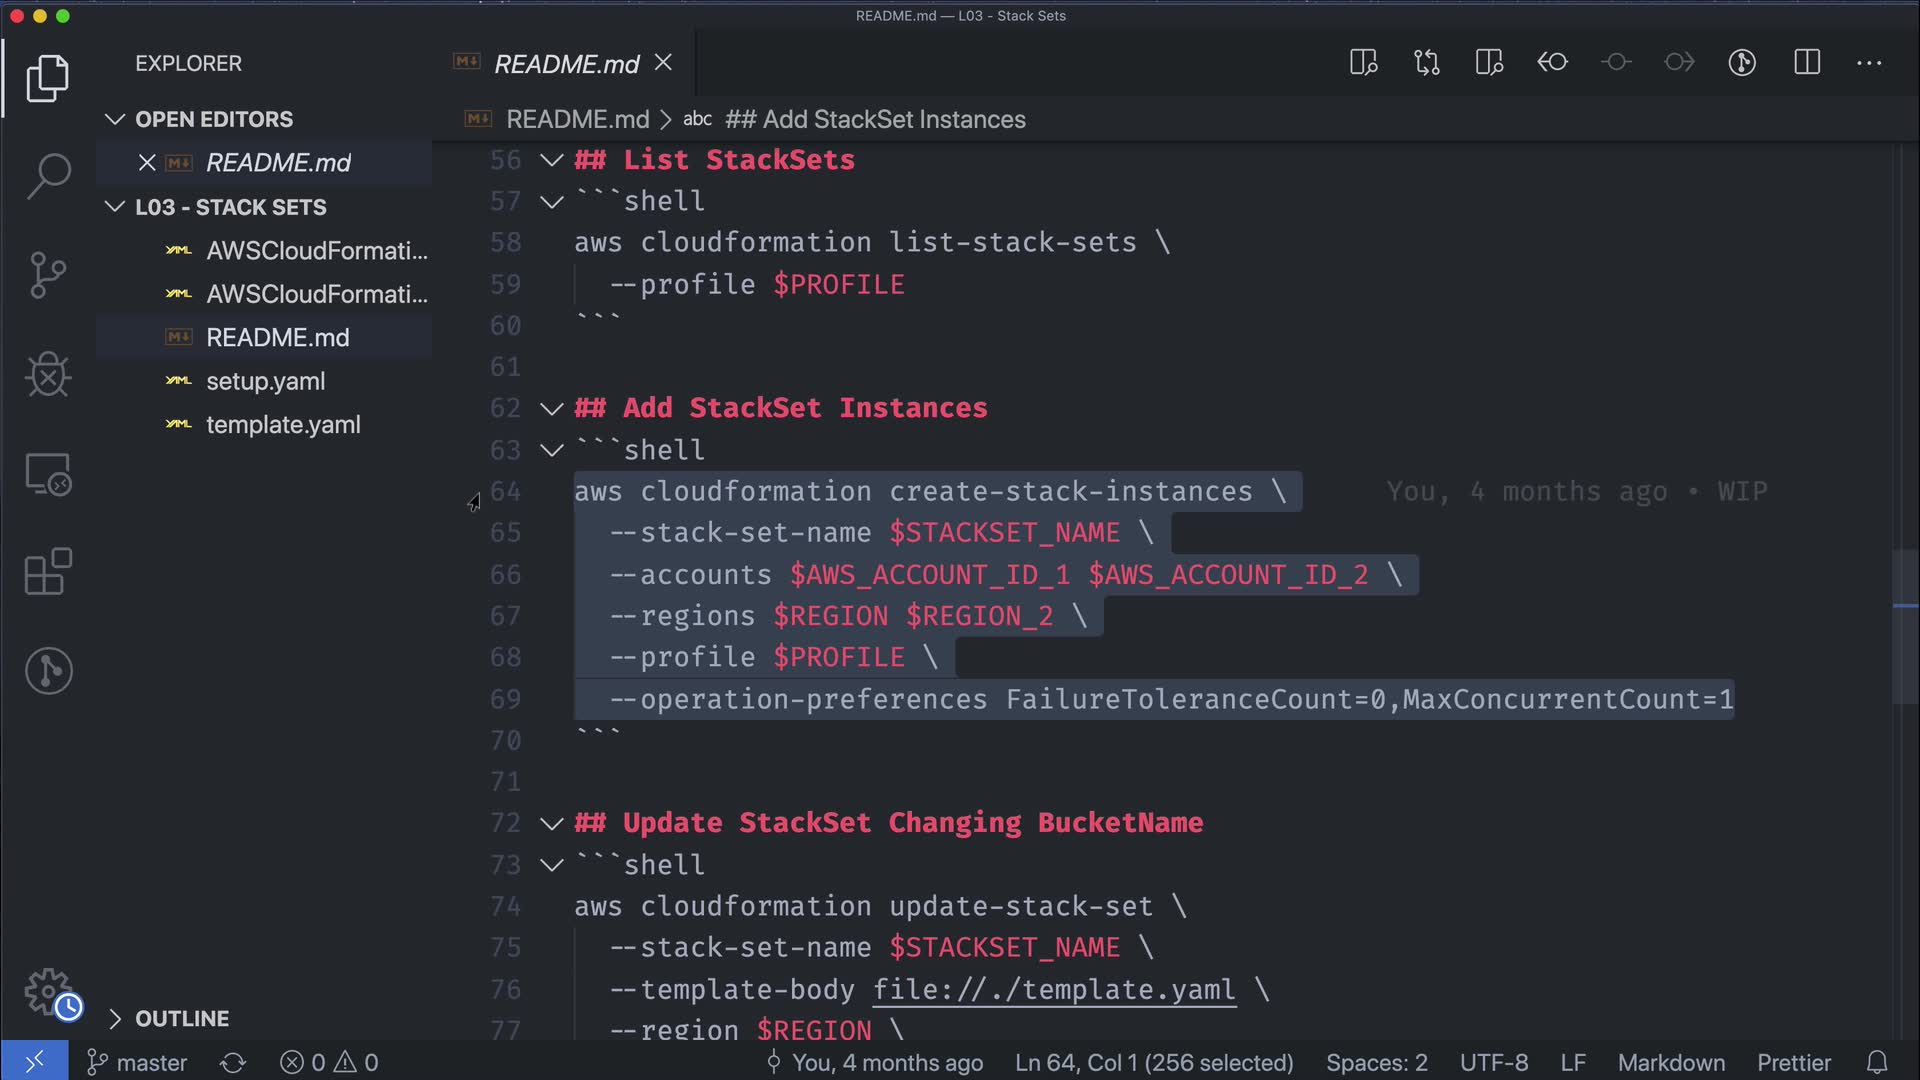 README.md — L03 - Stack Sets
EXPLORER
README.md
OPEN EDITORS
README.md
README.md > abc ## Add StackSet Instances
L03 - STACK SETS
AWSCloudFormati...
AWSCloudFormati...
README.md
setup.yaml
template.yaml
OUTLINE
56 ## List StackSets
57 ```shell
58 aws cloudformation list-stack-sets \
59 --profile $PROFILE
60 ```
61
62 ## Add StackSet Instances
63 ```shell
64 aws cloudformation create-stack-instances \ You, 4 months ago • WIP
65 --stack-set-name $STACKSET_NAME \
66 --accounts $AWS_ACCOUNT_ID_1 $AWS_ACCOUNT_ID_2 \
67 --regions $REGION $REGION_2 \
68 --profile $PROFILE \
69 --operation-preferences FailureToleranceCount=0,MaxConcurrentCount=1
70 ```
71
72 ## Update StackSet Changing BucketName
73 ```shell
74 aws cloudformation update-stack-set \
75 --stack-set-name $STACKSET_NAME \
76 --template-body file://./template.yaml \
77 --region $REGION \
master 0 0 You, 4 months ago Ln 64, Col 1 (256 selected) Spaces: 2 UTF-8 LF Markdown Prettier